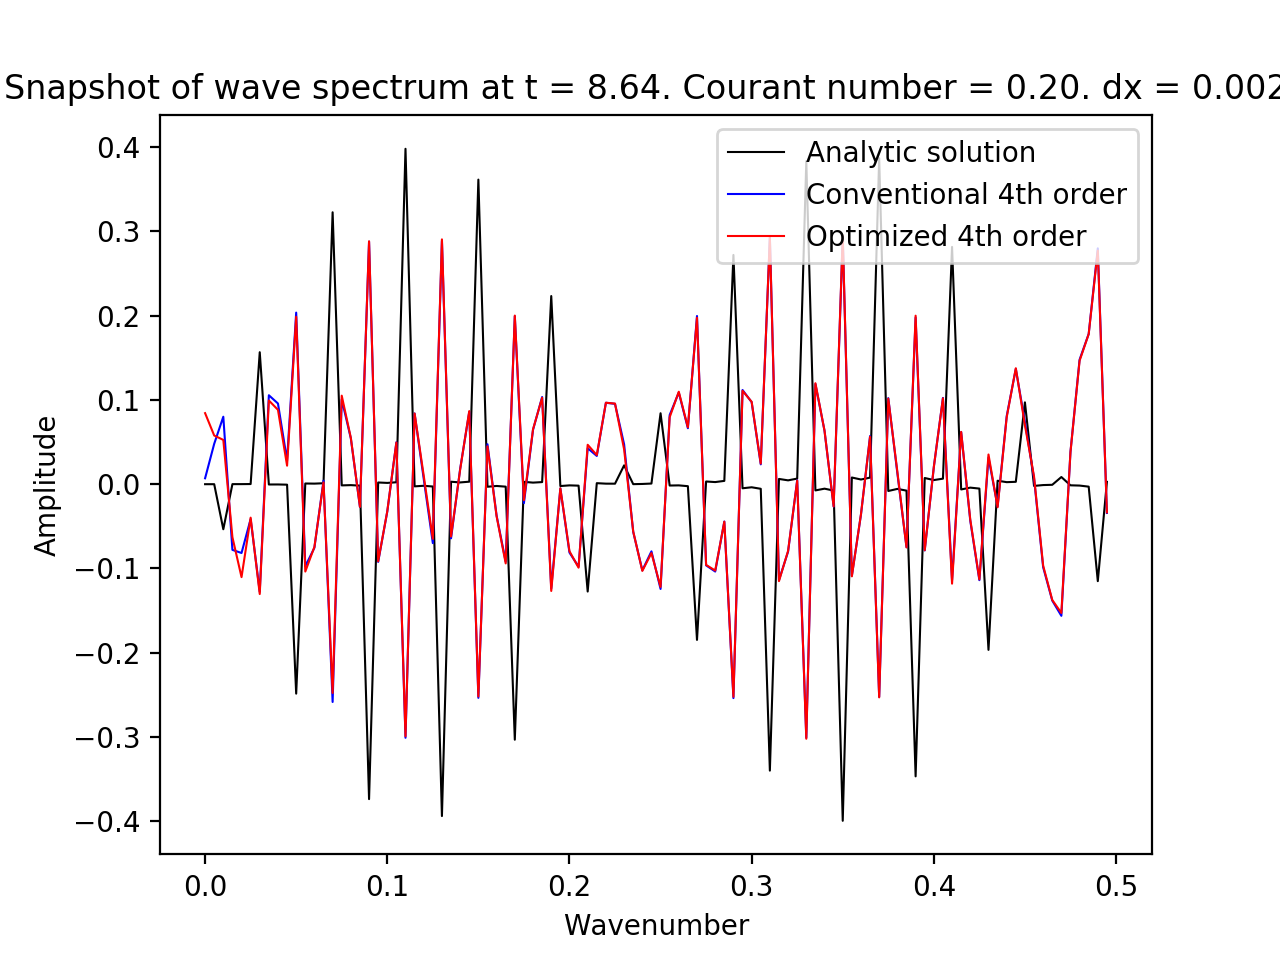 Snapshot of wave spectrum at t = 8.64. Courant number = 0.20. dx = 0.002
Analytic solution
Conventional 4th order
Optimized 4th order
Amplitude
0.4
0.3
0.2
0.1
0.0
−0.1
−0.2
−0.3
−0.4
0.0 0.1 0.2 0.3 0.4 0.5
Wavenumber